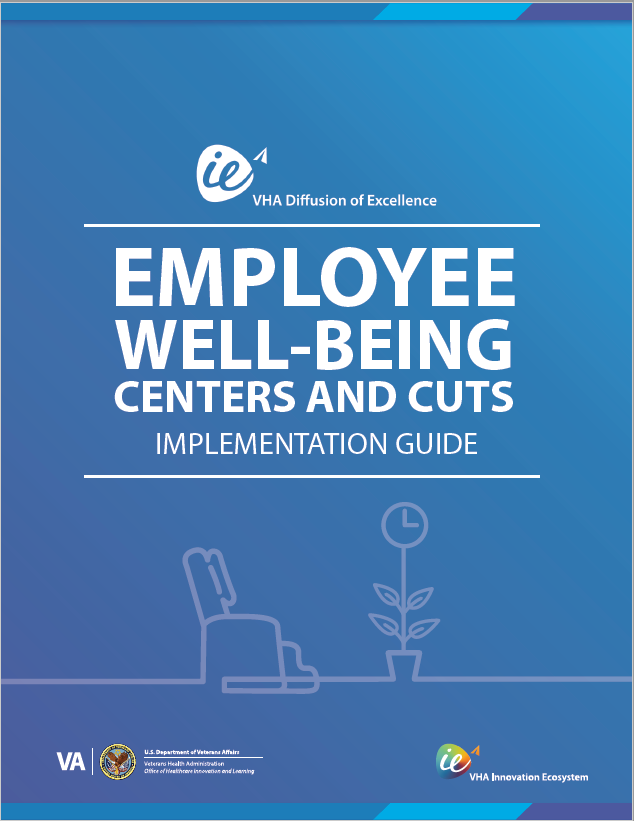 ie
VHA Diffusion of Excellence
EMPLOYEE
WELL-BEING
CENTERS AND CUTS
IMPLEMENTATION GUIDE
VA
U.S. Department of Veterans Affairs
Veterans Health Administration
Office of Healthcare Innovation and Learning
ie
VHA Innovation Ecosystem